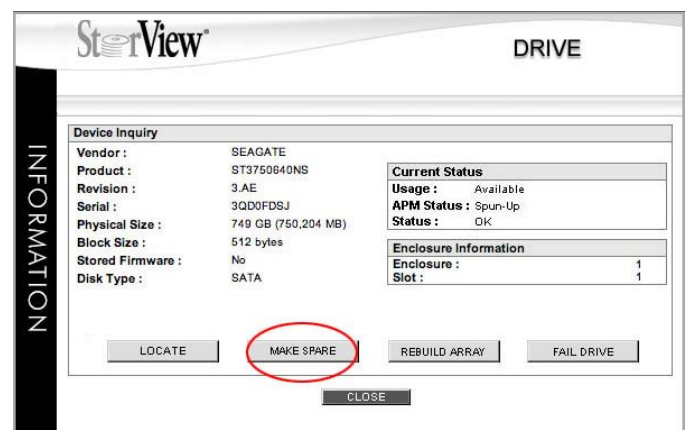 StorView
DRIVE
INFORMATION
Device Inquiry
Vendor : SEAGATE
Product : ST3750640NS
Revision : 3.AE
Serial : 3QD0FDSJ
Physical Size : 749 GB (750,204 MB)
Block Size : 512 bytes
Stored Firmware : No
Disk Type : SATA
Current Status
Usage : Available
APM Status : Spun-Up
Status : OK
Enclosure Information
Enclosure : 1
Slot : 1
LOCATE
MAKE SPARE
REBUILD ARRAY
FAIL DRIVE
CLOSE